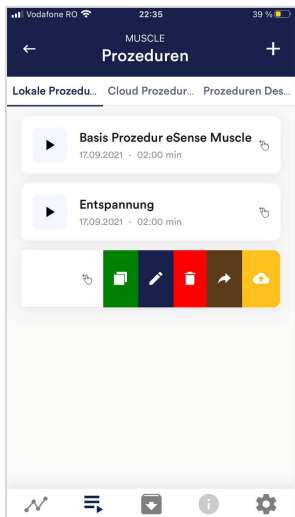 Vodafone RO 22:35 39 %
MUSCLE
Prozeduren
Lokale Prozedu... Cloud Prozedur... Prozeduren Des...
Basis Prozedur eSense Muscle
17.09.2021 · 02:00 min
Entspannung
17.09.2021 · 02:00 min